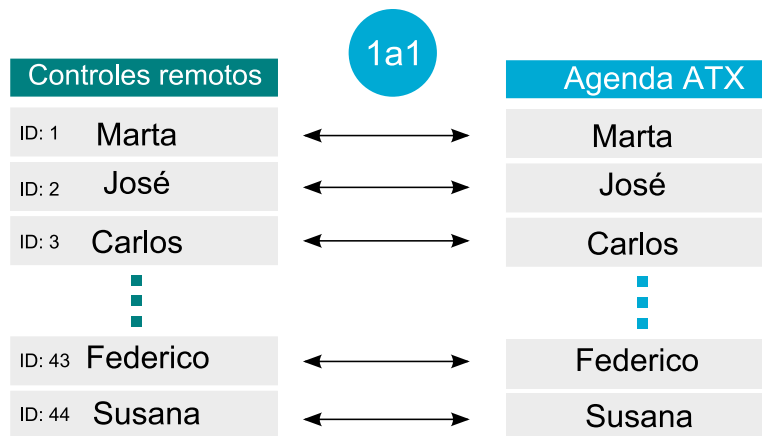 1a1
Controles remotos
Agenda ATX
ID: 1 Marta
Marta
ID: 2 José
José
ID: 3 Carlos
Carlos
ID: 43 Federico
Federico
ID: 44 Susana
Susana